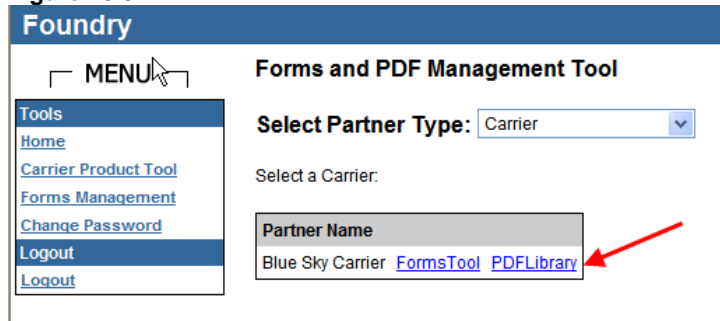 Foundry
MENU
Tools
Home
Carrier Product Tool
Forms Management
Change Password
Logout
Logout
Forms and PDF Management Tool
Select Partner Type: Carrier
Select a Carrier:
Partner Name
Blue Sky Carrier FormsTool PDFLibrary